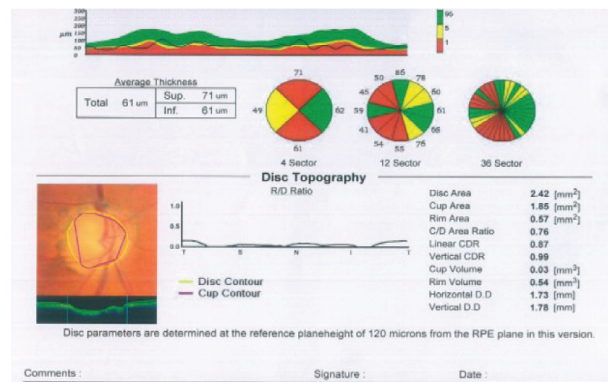 300
250
200
150
100
50
0
µm
95
5
1
Average Thickness
Total 61 um Sup. 71 um
Inf. 61 um
71
49 62
61
4 Sector
86
50 78
45 60
59 61
41 68
54 76
55
12 Sector
36 Sector
Disc Topography
R/D Ratio
1.0
0.5
0.0
T S N I T
Disc Contour
Cup Contour
Disc Area 2.42 [mm²]
Cup Area 1.85 [mm²]
Rim Area 0.57 [mm²]
C/D Area Ratio 0.76
Linear CDR 0.87
Vertical CDR 0.99
Cup Volume 0.03 [mm³]
Rim Volume 0.54 [mm³]
Horizontal D.D 1.73 [mm]
Vertical D.D 1.78 [mm]
Disc parameters are determined at the reference planeheight of 120 microns from the RPE plane in this version.
Comments : Signature : Date :